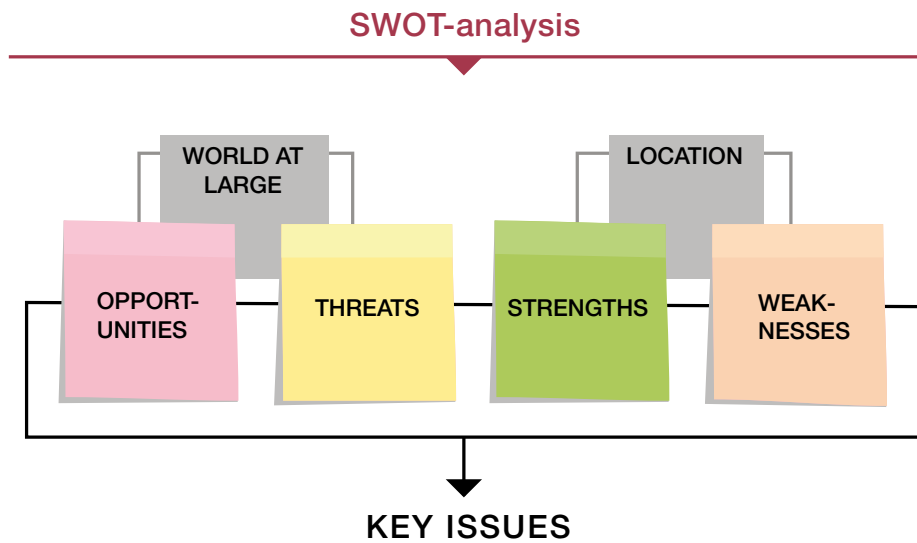 SWOT-analysis
WORLD AT
LARGE
LOCATION
OPPORT-
UNITIES
THREATS
STRENGTHS
WEAK-
NESSES
KEY ISSUES